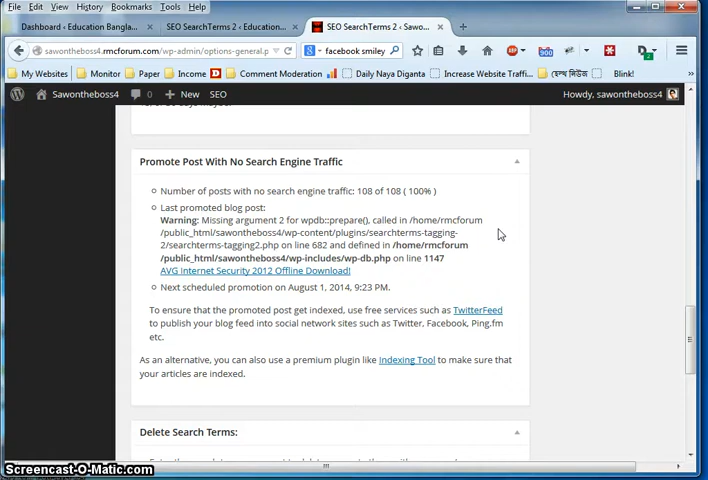 File Edit View History Bookmarks Tools Help
Dashboard ‹ Education Bangla...
SEO SearchTerms 2 ‹ Education...
SEO SearchTerms 2 ‹ Sawo...
sawontheboss4.rmcforum.com/wp-admin/options-general.p
facebook smiley
ABP
900
My Websites
Monitor
Paper
Income
Comment Moderation
Daily Naya Diganta
Increase Website Traffi...
Blink!
Sawontheboss4
0
New
SEO
Howdy, sawontheboss4
Promote Post With No Search Engine Traffic
Number of posts with no search engine traffic: 108 of 108 ( 100% )
Last promoted blog post:
Warning: Missing argument 2 for wpdb::prepare(), called in /home/rmcforum
/public_html/sawontheboss4/wp-content/plugins/searchterms-tagging-
2/searchterms-tagging2.php on line 682 and defined in /home/rmcforum
/public_html/sawontheboss4/wp-includes/wp-db.php on line 1147
AVG Internet Security 2012 Offline Download!
Next scheduled promotion on August 1, 2014, 9:23 PM.
To ensure that the promoted post get indexed, use free services such as TwitterFeed
to publish your blog feed into social network sites such as Twitter, Facebook, Ping.fm
etc.
As an alternative, you can also use a premium plugin like Indexing Tool to make sure that
your articles are indexed.
Delete Search Terms:
Screencast-O-Matic.com